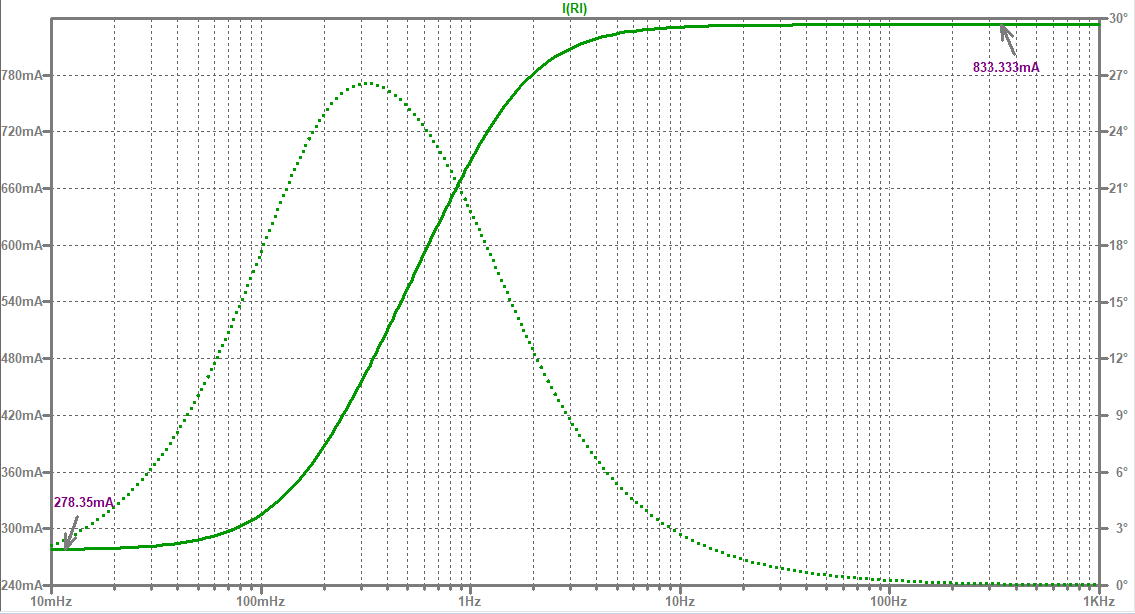 I(RI)
30°
833.333mA
780mA
27°
720mA
24°
660mA
21°
600mA
18°
540mA
15°
480mA
12°
420mA
9°
360mA
6°
278.35mA
300mA
3°
240mA
0°
10mHz
100mHz
1Hz
10Hz
100Hz
1KHz